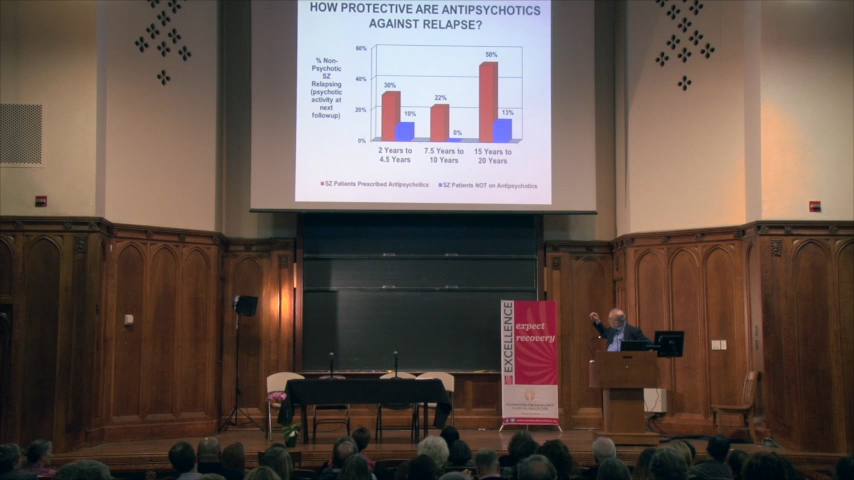 HOW PROTECTIVE ARE ANTIPSYCHOTICS
AGAINST RELAPSE?
% Non-
Psychotic
SZ
Relapsing
(psychotic
activity at
next
followup)
60%
40%
20%
0%
30%
10%
22%
0%
50%
13%
2 Years to
4.5 Years
7.5 Years to
10 Years
15 Years to
20 Years
SZ Patients Prescribed Antipsychotics
SZ Patients NOT on Antipsychotics
EXCELLENCE
expect
recovery